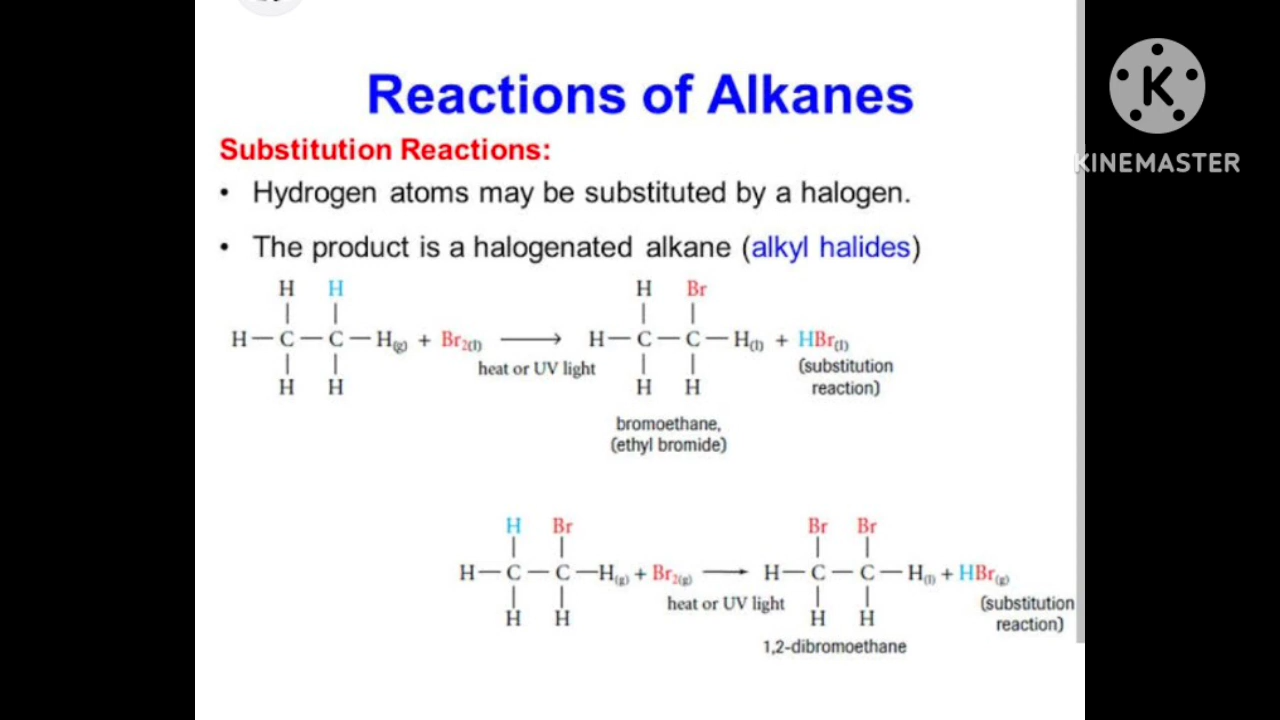 Reactions of Alkanes
Substitution Reactions:
• Hydrogen atoms may be substituted by a halogen.
• The product is a halogenated alkane (alkyl halides)
H H H Br
H—C—C—H(g) + Br2(l) ⟶ H—C—C—H(l) + HBr(l)
heat or UV light (substitution
H H H H reaction)
bromoethane,
(ethyl bromide)
H Br Br Br
H—C—C—H(g) + Br2(g) ⟶ H—C—C—H(l) + HBr(g)
heat or UV light (substitution
H H H H reaction)
1,2-dibromoethane
K
KINEMASTER